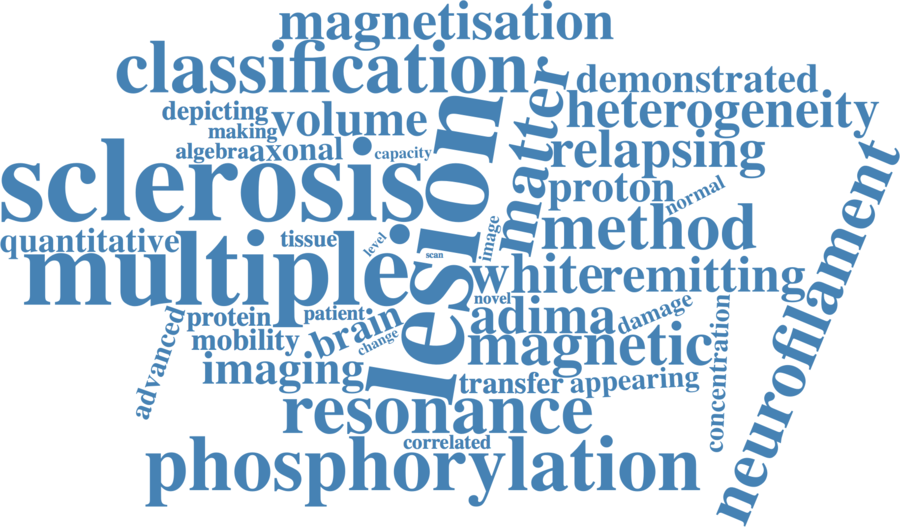 magnetisation
classification
demonstrated
depicting
volume
heterogeneity
making
algebra
axonal
capacity
lesion
matter
relapsing
sclerosis
proton
normal
method
quantitative
tissue
level
image
scan
multiple
white
remitting
neurofilament
novel
adima
damage
protein
patient
brain
change
mobility
magnetic
advanced
imaging
transfer
appearing
concentration
resonance
correlated
phosphorylation